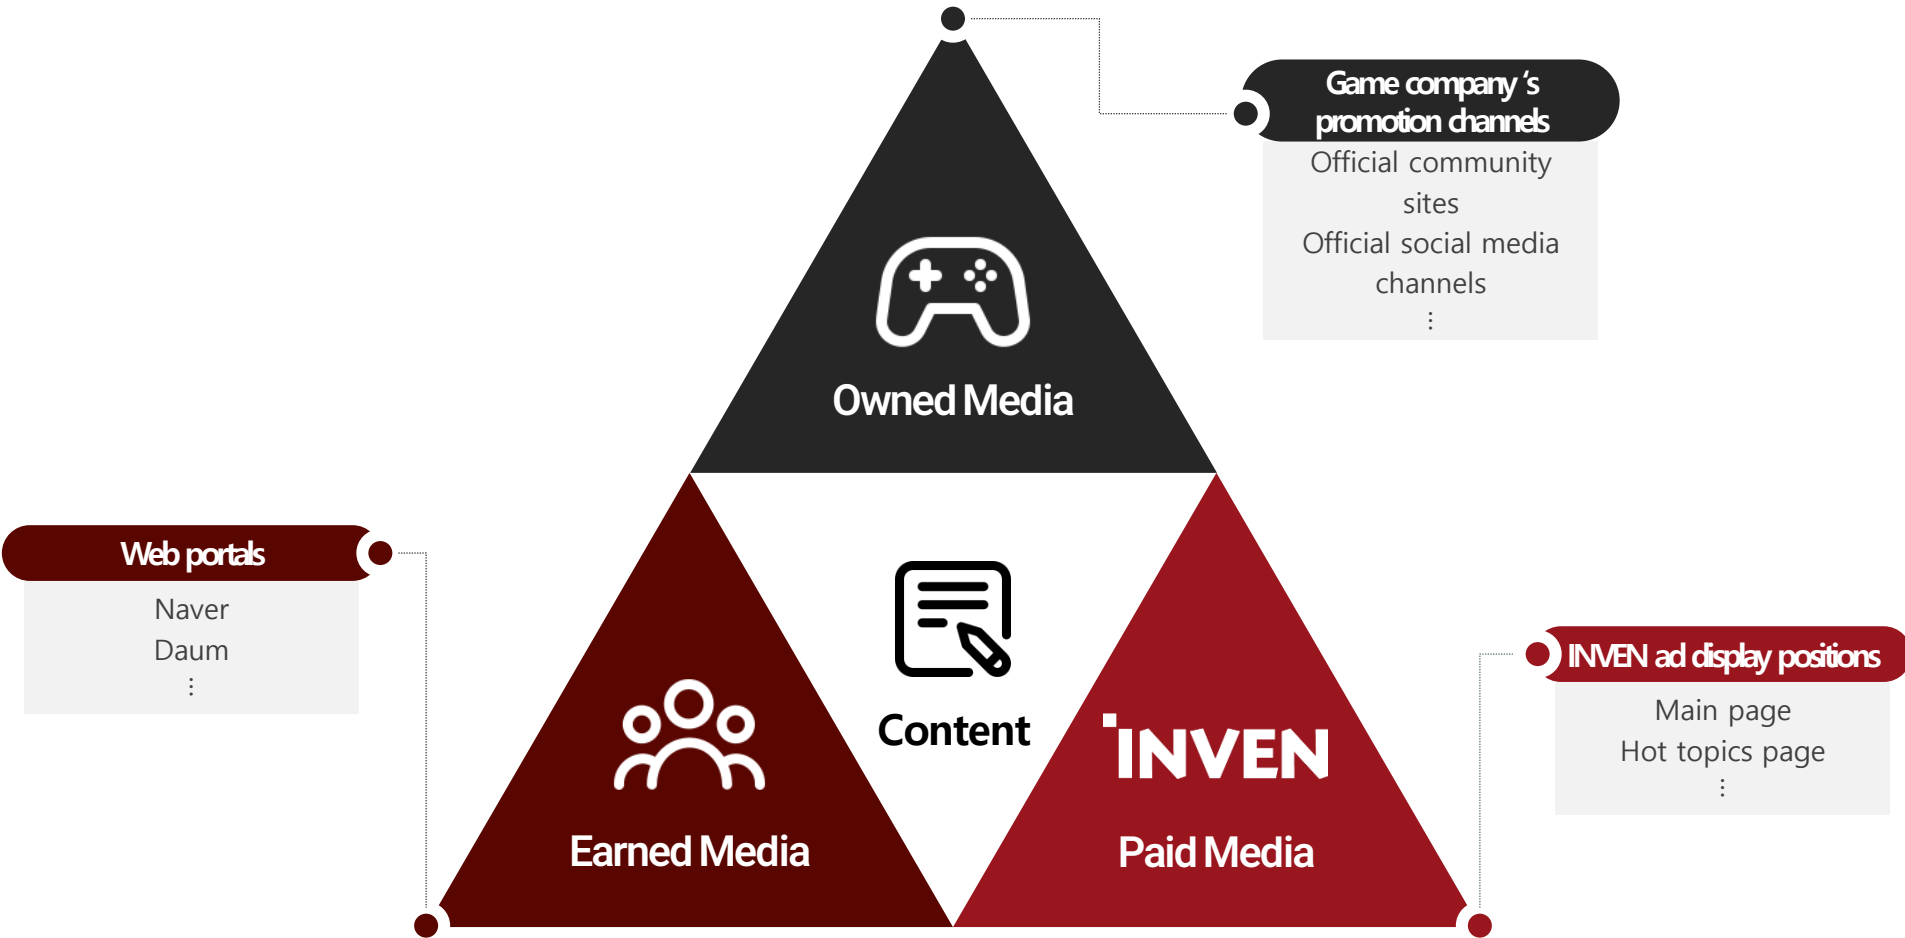 Game company ‘s
promotion channels
Official community
sites
Official social media
channels
⋮
Owned Media
Web portals
Naver
Daum
⋮
Content
INVEN ad display positions
Main page
Hot topics page
⋮
INVEN
Earned Media
Paid Media